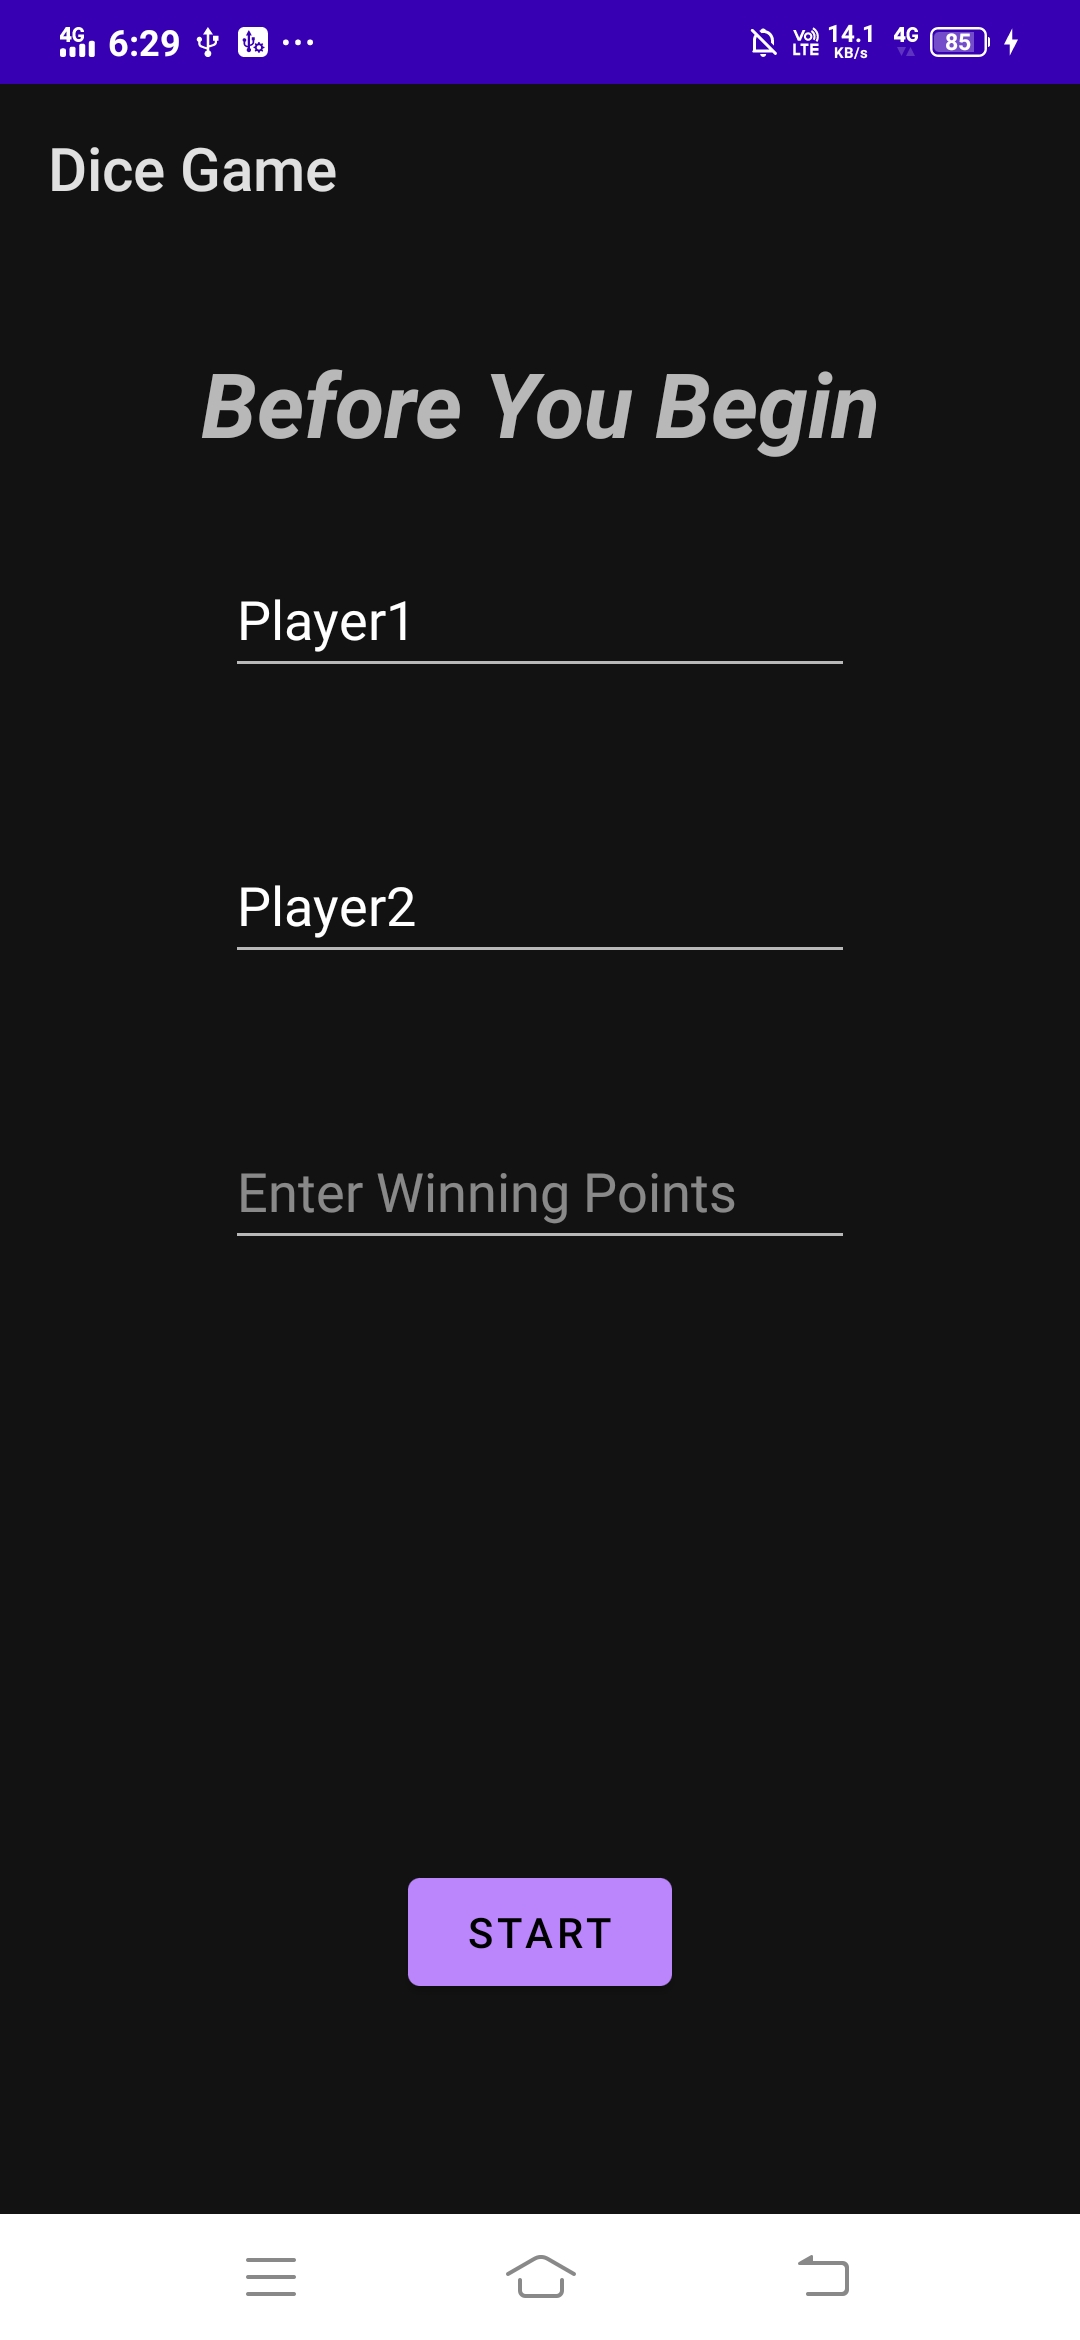 4G 6:29 Vo) LTE 14.1 KB/s 4G 85
Dice Game
Before You Begin
Player1
Player2
Enter Winning Points
START